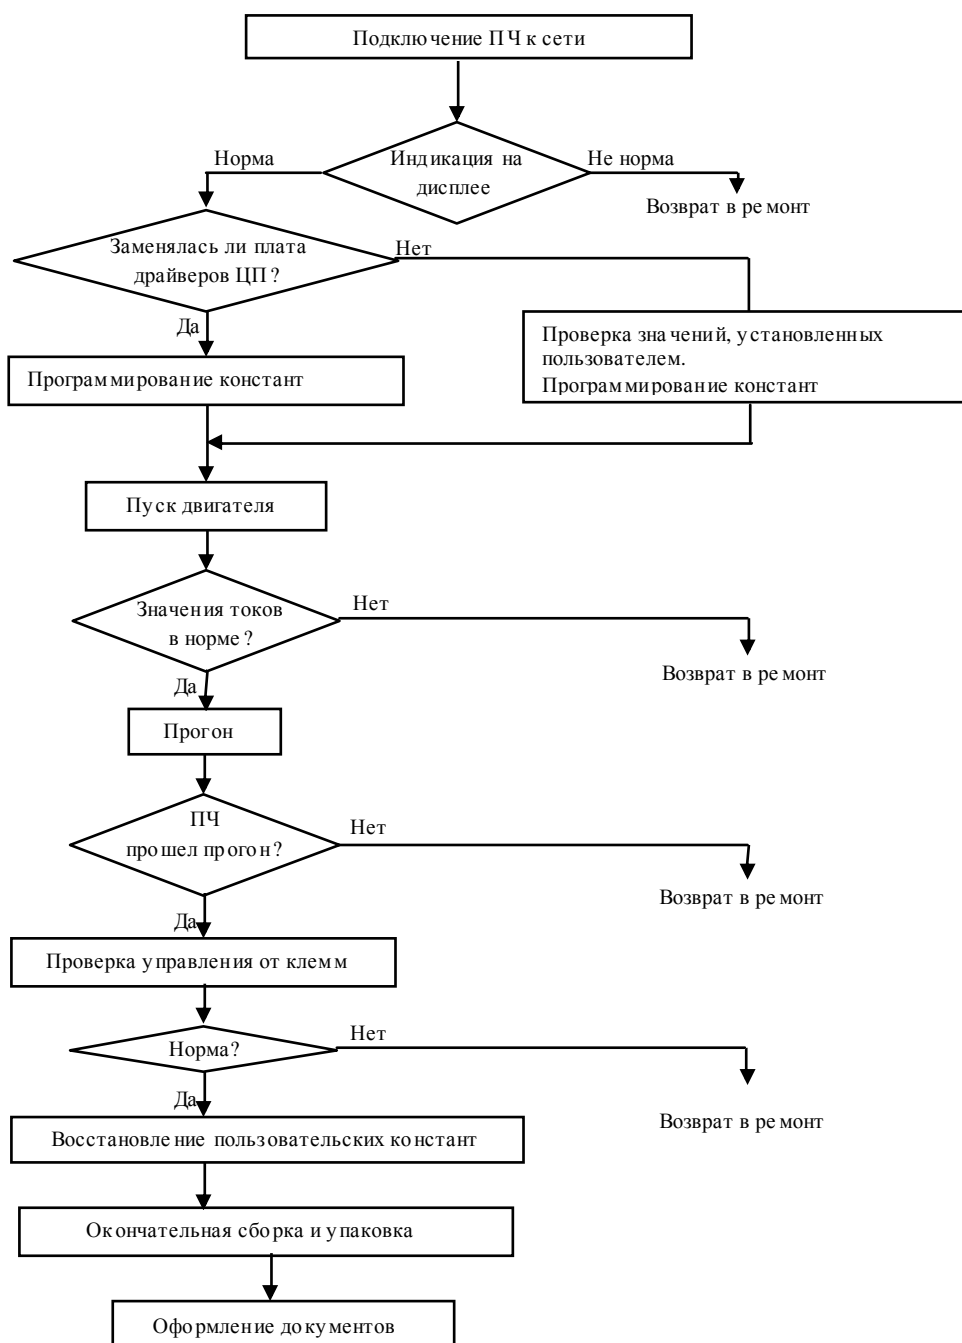 Подключение ПЧ к сети
Норма
Индикация на
дисплее
Не норма
Возврат в ремонт
Заменялась ли плата
драйверов ЦП?
Нет
Да
Проверка значений, установленных
пользователем.
Программирование констант
Программирование констант
Пуск двигателя
Значения токов
в норме?
Нет
Возврат в ремонт
Да
Прогон
ПЧ
прошел прогон?
Нет
Возврат в ремонт
Да
Проверка управления от клемм
Норма?
Нет
Возврат в ремонт
Да
Восстановление пользовательских констант
Окончательная сборка и упаковка
Оформление документов